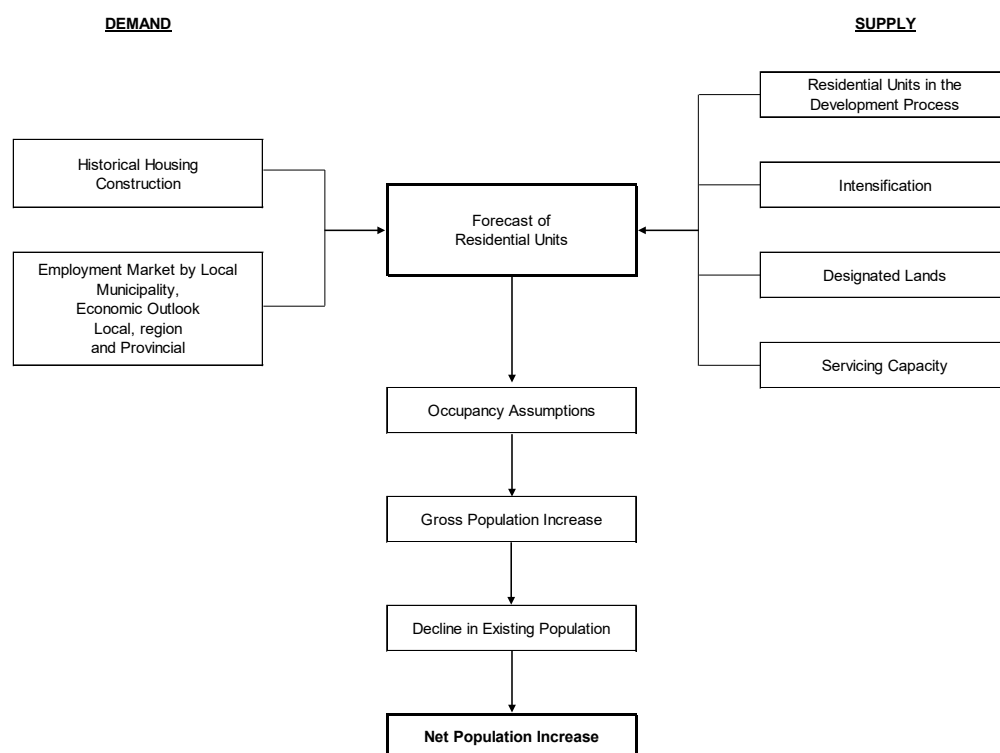 DEMAND
SUPPLY
Residential Units in the
Development Process
Historical Housing
Construction
Intensification
Forecast of
Residential Units
Employment Market by Local
Municipality,
Economic Outlook
Local, region
and Provincial
Designated Lands
Servicing Capacity
Occupancy Assumptions
Gross Population Increase
Decline in Existing Population
Net Population Increase